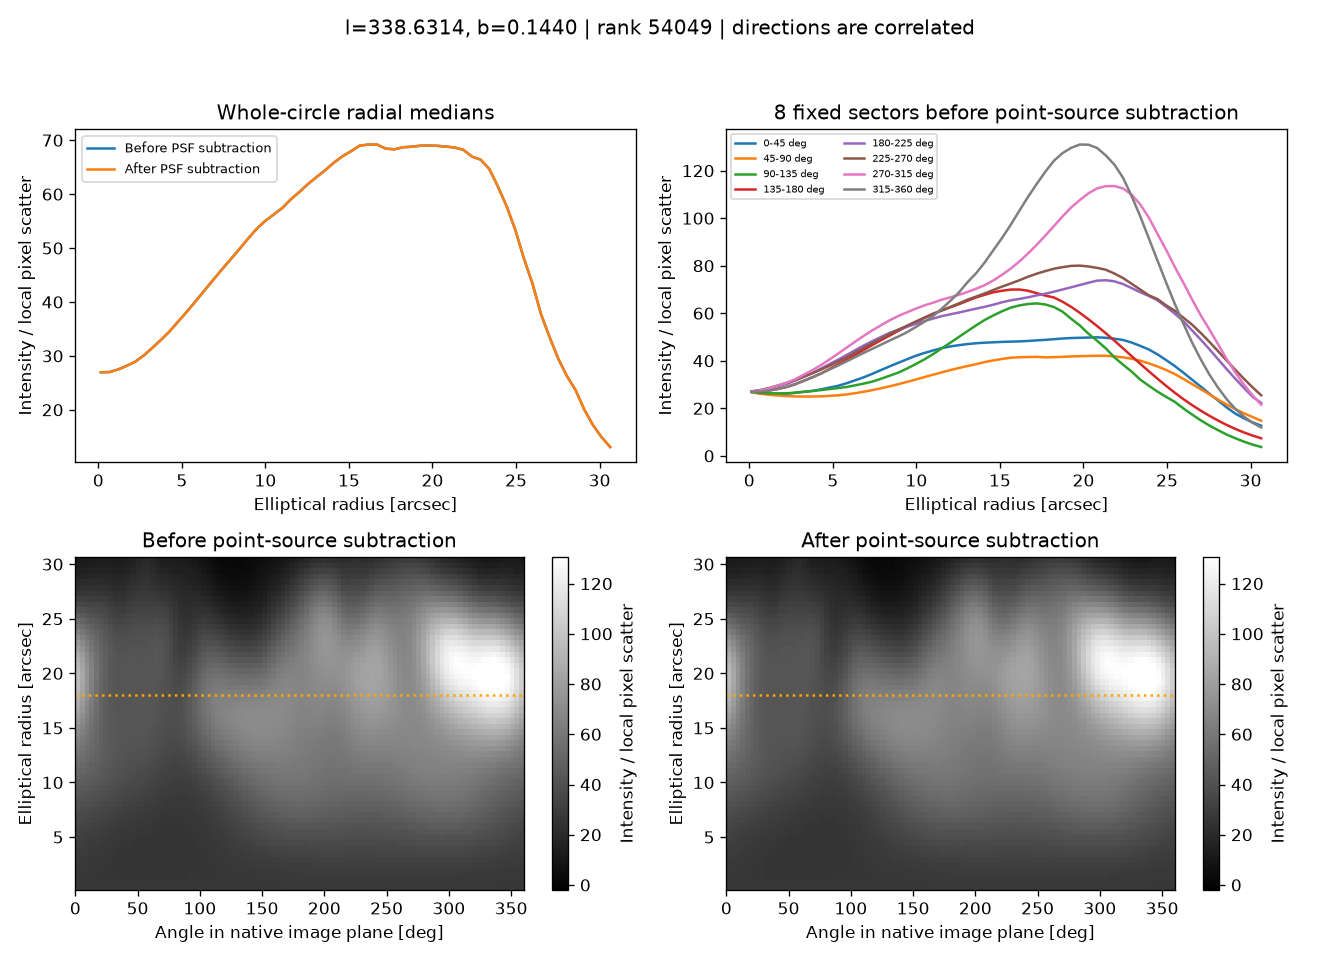 l=338.6314, b=0.1440 | rank 54049 | directions are correlated
Whole-circle radial medians
Intensity / local pixel scatter
70
60
50
40
30
20
Before PSF subtraction
After PSF subtraction
0 5 10 15 20 25 30
Elliptical radius [arcsec]
8 fixed sectors before point-source subtraction
Intensity / local pixel scatter
120
100
80
60
40
20
0
0-45 deg
45-90 deg
90-135 deg
135-180 deg
180-225 deg
225-270 deg
270-315 deg
315-360 deg
0 5 10 15 20 25 30
Elliptical radius [arcsec]
Before point-source subtraction
Elliptical radius [arcsec]
30
25
20
15
10
5
0 50 100 150 200 250 300 350
Angle in native image plane [deg]
120
100
80
60
40
20
0
Intensity / local pixel scatter
After point-source subtraction
Elliptical radius [arcsec]
30
25
20
15
10
5
0 50 100 150 200 250 300 350
Angle in native image plane [deg]
120
100
80
60
40
20
0
Intensity / local pixel scatter